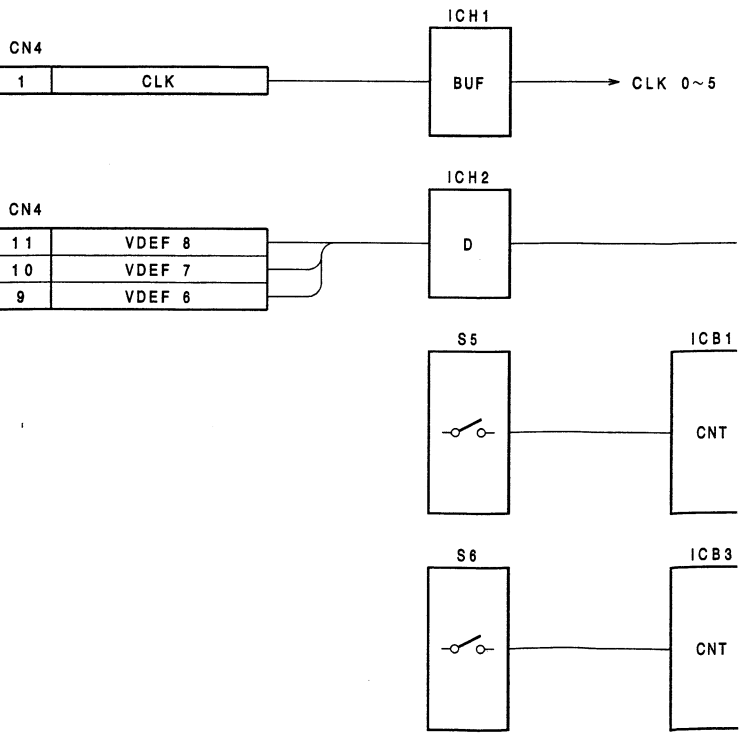 ICH1
CN4
1 CLK
BUF
CLK 0~5
ICH2
CN4
11 VDEF 8
10 VDEF 7
9 VDEF 6
D
S5
ICB1
CNT
S6
ICB3
CNT